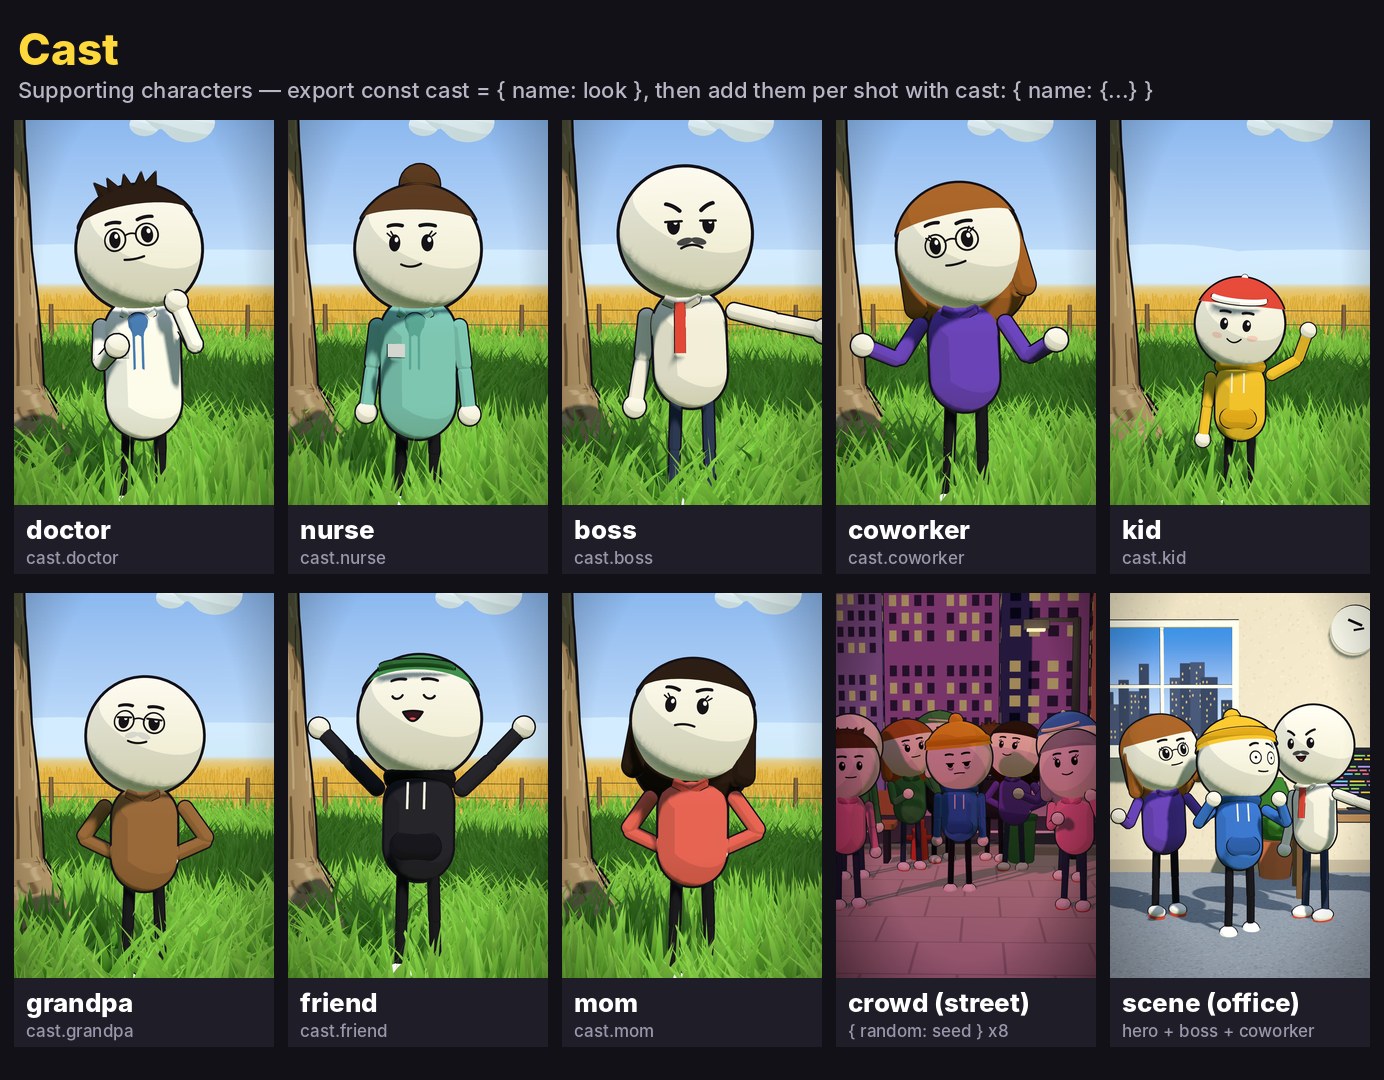 Cast
Supporting characters — export const cast = { name: look }, then add them per shot with cast: { name: {…} }
doctor
cast.doctor
nurse
cast.nurse
boss
cast.boss
coworker
cast.coworker
kid
cast.kid
grandpa
cast.grandpa
friend
cast.friend
mom
cast.mom
crowd (street)
{ random: seed } x8
scene (office)
hero + boss + coworker